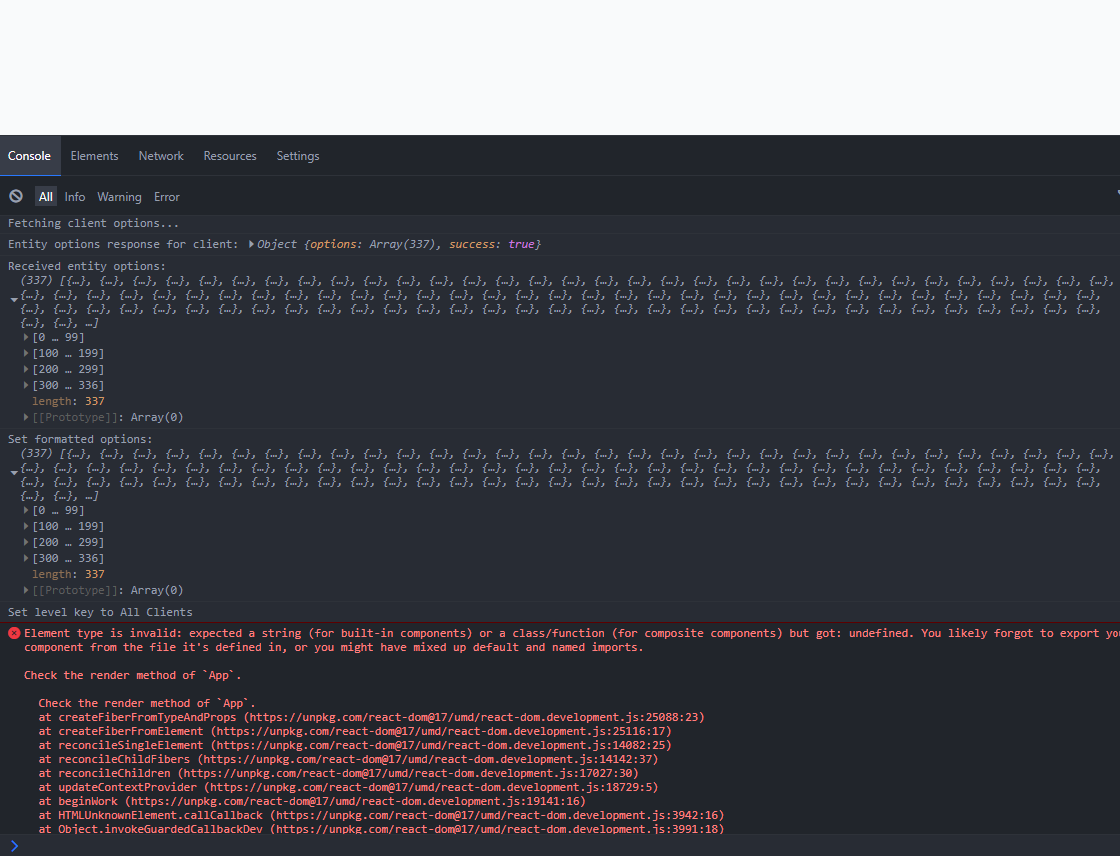 Console Elements Network Resources Settings
All Info Warning Error
Fetching client options...
Entity options response for client: Object {options: Array(337), success: true}
Received entity options:
(337) [{…}, {…}, {…}, {…}, {…}, {…}, {…}, {…}, {…}, {…}, {…}, {…}, {…}, {…}, {…}, {…}, {…}, {…}, {…}, {…}, {…}, {…}, {…}, {…}, {…}, {…}, {…}, {…}, {…}, {…}, {…}, {…},
{…}, {…}, {…}, {…}, {…}, {…}, {…}, {…}, {…}, {…}, {…}, {…}, {…}, {…}, {…}, {…}, {…}, {…}, {…}, {…}, {…}, {…}, {…}, {…}, {…}, {…}, {…}, {…}, {…}, {…}, {…}, {…}, {…},
{…}, {…}, {…}, {…}, {…}, {…}, {…}, {…}, {…}, {…}, {…}, {…}, {…}, {…}, {…}, {…}, {…}, {…}, {…}, {…}, {…}, {…}, {…}, {…}, {…}, {…}, {…}, {…}, {…}, {…}, {…}, {…}, {…},
{…}, {…}, …]
[0 … 99]
[100 … 199]
[200 … 299]
[300 … 336]
length: 337
[[Prototype]]: Array(0)
Set formatted options:
(337) [{…}, {…}, {…}, {…}, {…}, {…}, {…}, {…}, {…}, {…}, {…}, {…}, {…}, {…}, {…}, {…}, {…}, {…}, {…}, {…}, {…}, {…}, {…}, {…}, {…}, {…}, {…}, {…}, {…}, {…}, {…}, {…},
{…}, {…}, {…}, {…}, {…}, {…}, {…}, {…}, {…}, {…}, {…}, {…}, {…}, {…}, {…}, {…}, {…}, {…}, {…}, {…}, {…}, {…}, {…}, {…}, {…}, {…}, {…}, {…}, {…}, {…}, {…}, {…}, {…},
{…}, {…}, {…}, {…}, {…}, {…}, {…}, {…}, {…}, {…}, {…}, {…}, {…}, {…}, {…}, {…}, {…}, {…}, {…}, {…}, {…}, {…}, {…}, {…}, {…}, {…}, {…}, {…}, {…}, {…}, {…}, {…}, {…},
{…}, {…}, …]
[0 … 99]
[100 … 199]
[200 … 299]
[300 … 336]
length: 337
[[Prototype]]: Array(0)
Set level key to All Clients
Element type is invalid: expected a string (for built-in components) or a class/function (for composite components) but got: undefined. You likely forgot to export yo
component from the file it's defined in, or you might have mixed up default and named imports.
Check the render method of `App`.
Check the render method of `App`.
at createFiberFromTypeAndProps (https://unpkg.com/react-dom@17/umd/react-dom.development.js:25088:23)
at createFiberFromElement (https://unpkg.com/react-dom@17/umd/react-dom.development.js:25116:17)
at reconcileSingleElement (https://unpkg.com/react-dom@17/umd/react-dom.development.js:14082:25)
at reconcileChildFibers (https://unpkg.com/react-dom@17/umd/react-dom.development.js:14142:37)
at reconcileChildren (https://unpkg.com/react-dom@17/umd/react-dom.development.js:17027:30)
at updateContextProvider (https://unpkg.com/react-dom@17/umd/react-dom.development.js:18729:5)
at beginWork (https://unpkg.com/react-dom@17/umd/react-dom.development.js:19141:16)
at HTMLUnknownElement.callCallback (https://unpkg.com/react-dom@17/umd/react-dom.development.js:3942:16)
at Object.invokeGuardedCallbackDev (https://unpkg.com/react-dom@17/umd/react-dom.development.js:3991:18)